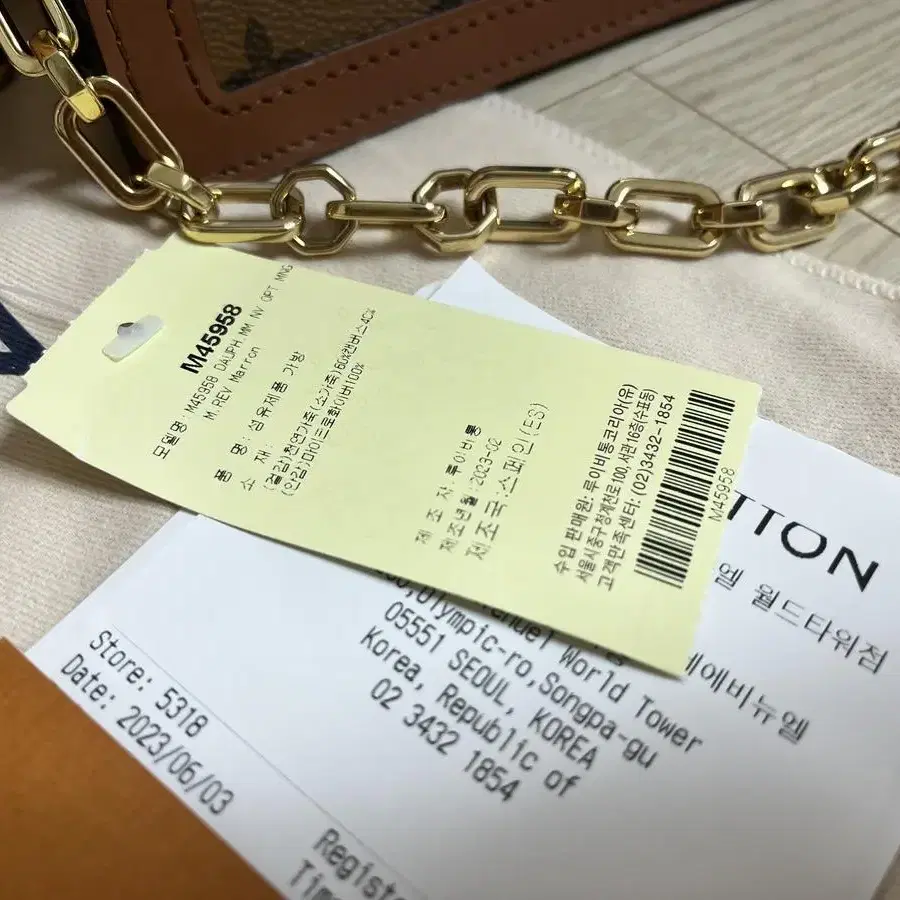 M45958
모델명: M45958 DAUPH.MM NV OPT MNG
M.REV Marron
품 명: 섬유제품 가방
소 재:
(겉감)천연가죽(소가죽)60%캔버스40%
(안감)마이크로화이버100%
제 조 자:루이비통
제조년월:2023-02
제조국:스페인(ES)
수입 판매원: 루이비통코리아(유)
서울시중구청계천로100, 서관16층(수표동)
고객만족센터: (02)3432-1854
M45958
TTON
엘 월드타워점
에비뉴엘
World Tower
Olympic-ro,Songpa-gu
05551 SEOUL, KOREA
Korea, Republic of
02 3432 1854
Store: 5318
Date: 2023/06/03